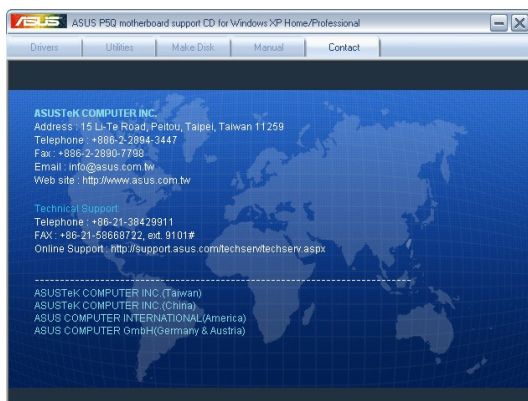 ASUS ASUS P5Q motherboard support CD for Windows XP Home/Professional
Drivers Utilities Make Disk Manual Contact
ASUSTeK COMPUTER INC.
Address : 15 Li-Te Road, Peitou, Taipei, Taiwan 11259
Telephone : +886-2-2894-3447
Fax : +886-2-2890-7798
Email : info@asus.com.tw
Web site : http://www.asus.com.tw
Technical Support:
Telephone : +86-21-38429911
FAX : +86-21-58668722, ext. 9101#
Online Support : http://support.asus.com/techserv/techserv.aspx
ASUSTeK COMPUTER INC.(Taiwan)
ASUSTeK COMPUTER INC.(China)
ASUS COMPUTER INTERNATIONAL(America)
ASUS COMPUTER GmbH(Germany & Austria)